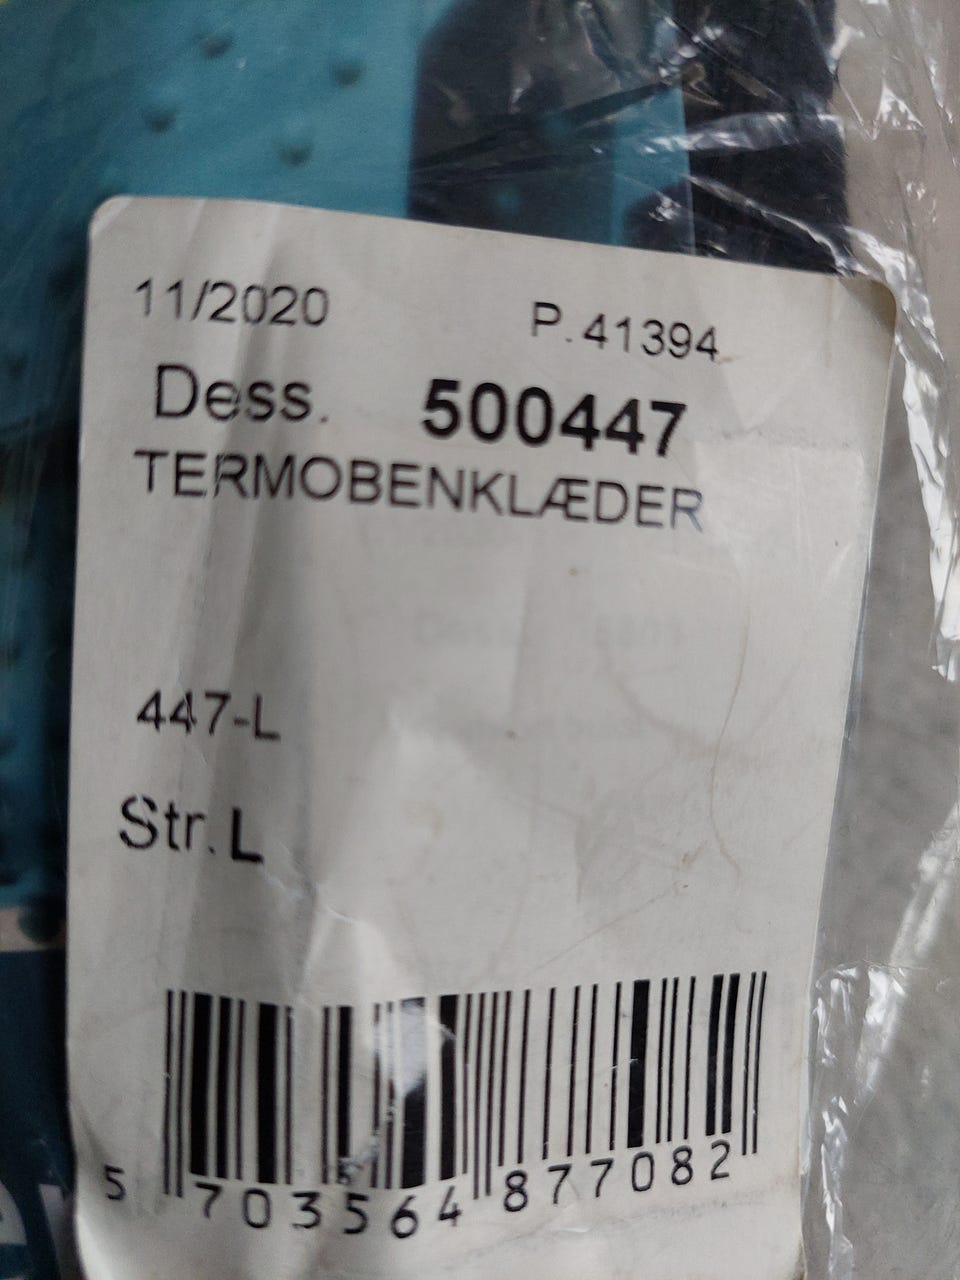 11/2020 P.41394
Dess. 500447
TERMOBENKLÆDER
447-L
Str. L
5 703564 877082